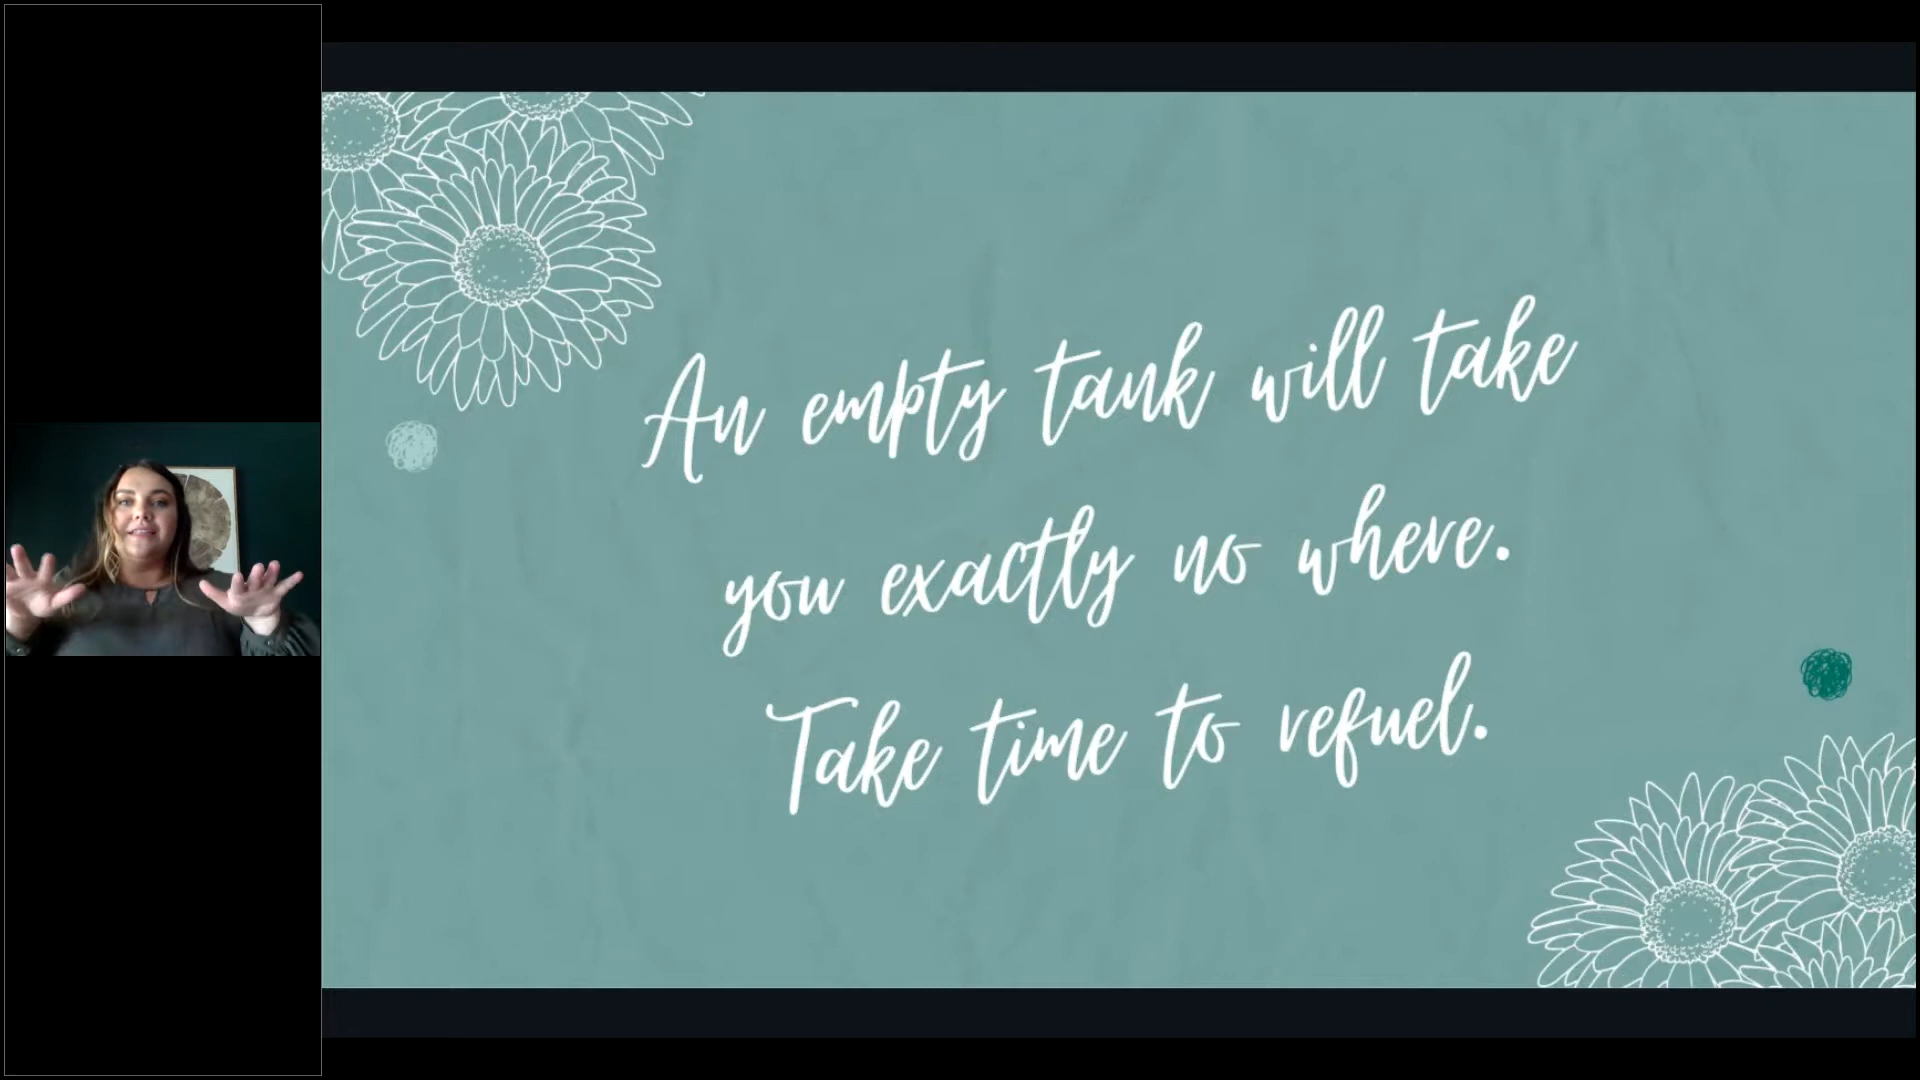 An empty tank will take
you exactly no where.
Take time to refuel.